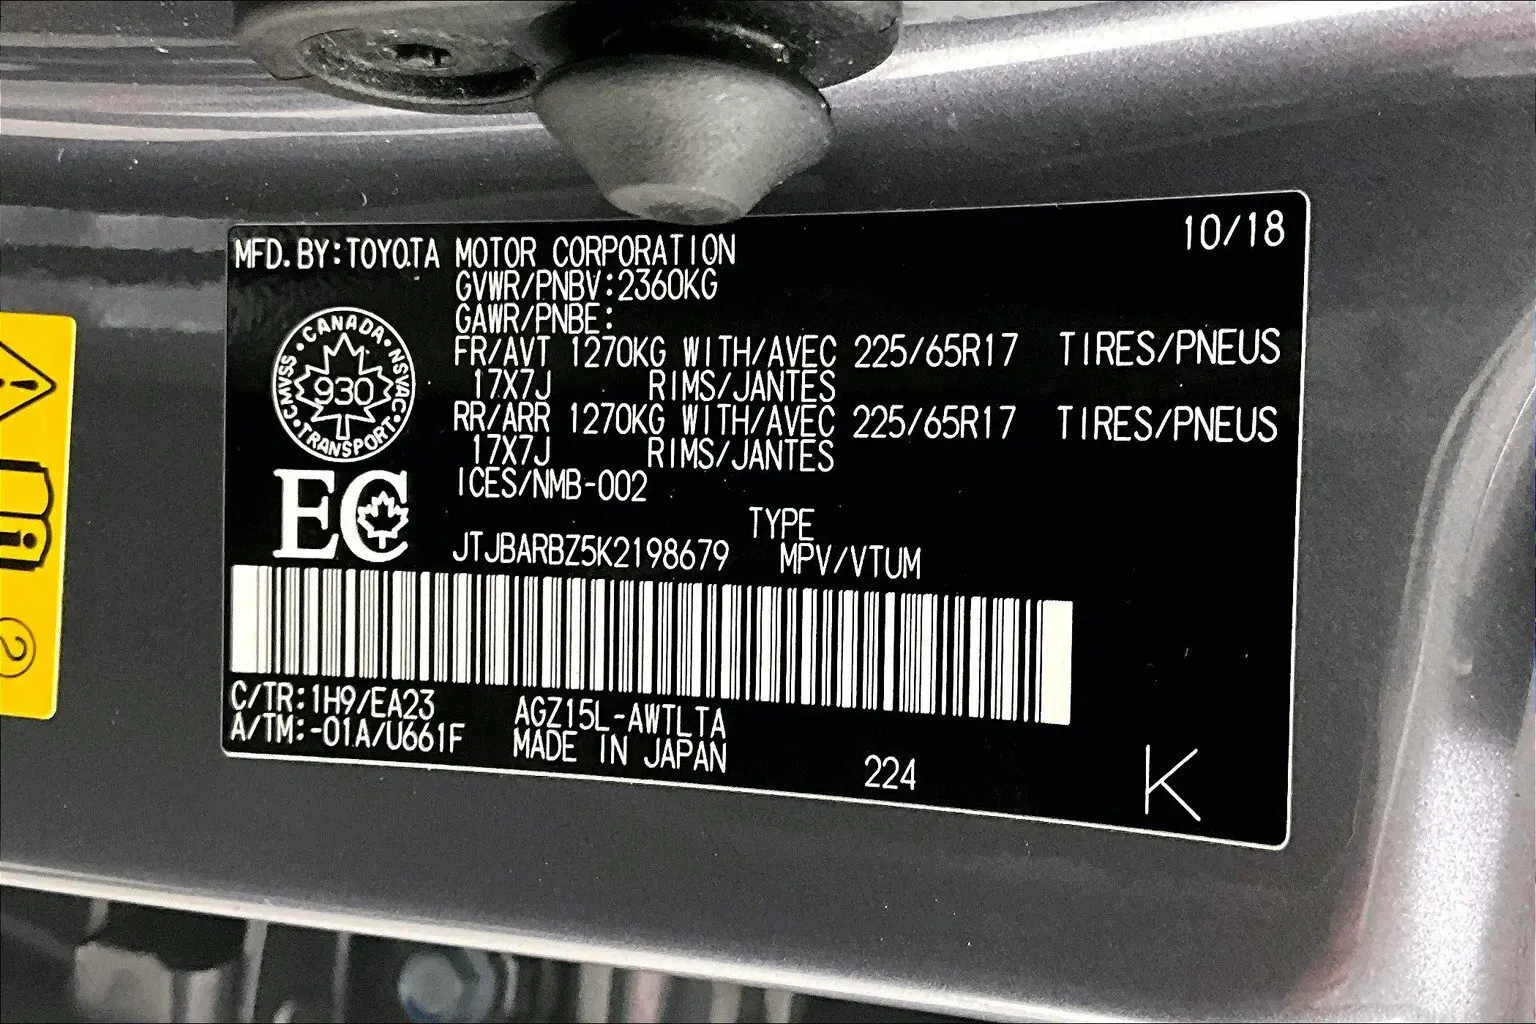 10/18
MFD. BY:TOYOTA MOTOR CORPORATION
GVWR/PNBV:2360KG
GAWR/PNBE:
FR/AVT 1270KG WITH/AVEC 225/65R17 TIRES/PNEUS
17X7J RIMS/JANTES
RR/ARR 1270KG WITH/AVEC 225/65R17 TIRES/PNEUS
17X7J RIMS/JANTES
ICES/NMB-002
CANADA • NSVAC • TRANSPORT • CMVSS •
930
EC
TYPE
JTJBARBZ5K2198679 MPV/VTUM
C/TR:1H9/EA23 AGZ15L-AWTLTA
A/TM:-01A/U661F MADE IN JAPAN
224
K
2